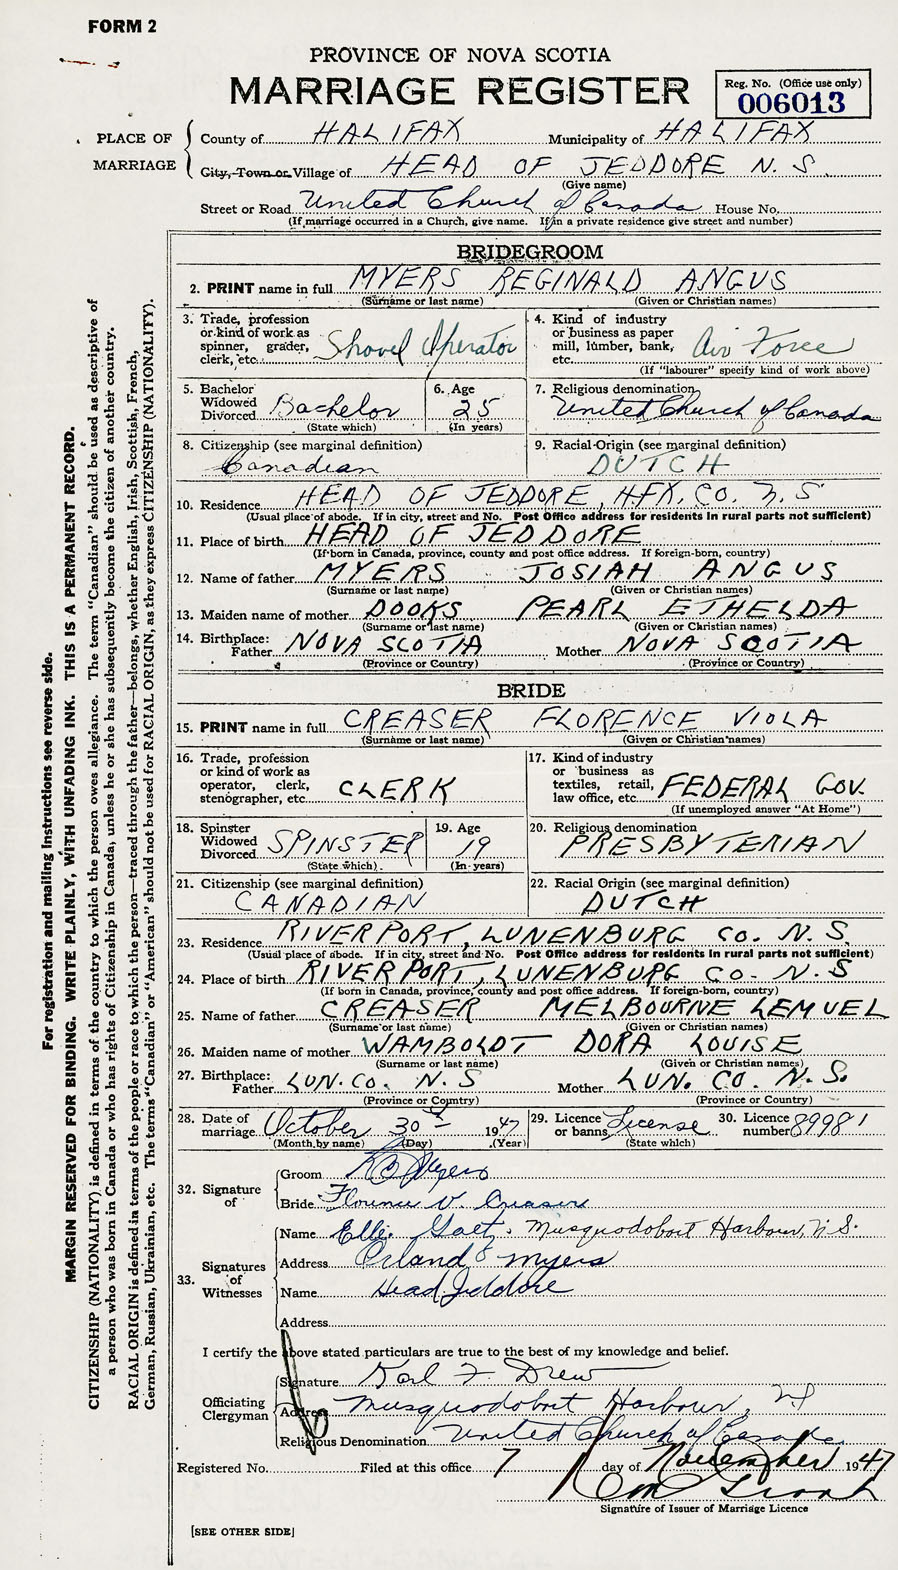 FORM 2
PROVINCE OF NOVA SCOTIA
MARRIAGE REGISTER
Reg. No. (Office use only)
006013
PLACE OF MARRIAGE
County of HALIFAX Municipality of HALIFAX
City, Town or Village of HEAD OF JEDDORE N. S.
(Give name)
Street or Road United Church of Canada House No.
(If marriage occurred in a Church, give name. If in a private residence give street and number)
BRIDEGROOM
2. PRINT name in full MYERS REGINALD ANGUS
(Surname or last name) (Given or Christian names)
3. Trade, profession or kind of work as spinner, grader, clerk, etc. Shovel Operator
4. Kind of industry or business as paper mill, lumber, bank, etc. Air Force
(If "labourer" specify kind of work above)
5. Bachelor Widowed Divorced Bachelor
(State which)
6. Age 25
(In years)
7. Religious denomination United Church of Canada
8. Citizenship (see marginal definition) Canadian
9. Racial Origin (see marginal definition) DUTCH
10. Residence HEAD OF JEDDORE, HFX. CO. N. S
(Usual place of abode. If in city, street and No. Post Office address for residents in rural parts not sufficient)
11. Place of birth HEAD OF JEDDORE
(If born in Canada, province, county and post office address. If foreign-born, country)
12. Name of father MYERS JOSIAH ANGUS
(Surname or last name) (Given or Christian names)
13. Maiden name of mother DOOKS PEARL ETHELDA
(Surname or last name) (Given or Christian names)
14. Birthplace: Father NOVA SCOTIA Mother NOVA SCOTIA
(Province or Country) (Province or Country)
BRIDE
15. PRINT name in full CREASER FLORENCE VIOLA
(Surname or last name) (Given or Christian names)
16. Trade, profession or kind of work as operator, clerk, stenographer, etc. CLERK
17. Kind of industry or business as textiles, retail, law office, etc. FEDERAL GOV.
(If unemployed answer "At Home")
18. Spinster Widowed Divorced SPINSTER
(State which)
19. Age 19
(In years)
20. Religious denomination PRESBYTERIAN
21. Citizenship (see marginal definition) CANADIAN
22. Racial Origin (see marginal definition) DUTCH
23. Residence RIVERPORT, LUNENBURG CO. N. S.
(Usual place of abode. If in city, street and No. Post Office address for residents in rural parts not sufficient)
24. Place of birth RIVERPORT, LUNENBURG CO. N. S
(If born in Canada, province, county and post office address. If foreign-born, country)
25. Name of father CREASER MELBOURNE LEMUEL
(Surname or last name) (Given or Christian names)
26. Maiden name of mother WAMBOLDT DORA LOUISE
(Surname or last name) (Given or Christian names)
27. Birthplace: Father LUN. CO. N. S Mother LUN. CO. N. S.
(Province or Country) (Province or Country)
28. Date of marriage October 30th 1947
(Month by name) (Day) (Year)
29. Licence or banns License
(State which)
30. Licence number 89981
32. Signature of
Groom Myers
Bride Florence V. Creaser
33. Signatures of Witnesses
Name Musquodoboit Harbour, N.S.
Address Orland Myers
Name Head Jeddore
Address
I certify the above stated particulars are true to the best of my knowledge and belief.
Officiating Clergyman
Signature Karl F. Drew
Address Musquodoboit Harbour, NS
Religious Denomination United Church of Canada
Registered No. Filed at this office 7 day of November 1947
Grant
Signature of Issuer of Marriage Licence
[SEE OTHER SIDE]
For registration and mailing instructions see reverse side.
MARGIN RESERVED FOR BINDING. WRITE PLAINLY, WITH UNFADING INK. THIS IS A PERMANENT RECORD.
CITIZENSHIP (NATIONALITY) is defined in terms of the country to which the person owes allegiance. The term "Canadian" should be used as descriptive of
a person who was born in Canada or who has rights of Citizenship in Canada, unless he or she has subsequently become the citizen of another country.
RACIAL ORIGIN is defined in terms of the people or race to which the person—traced through the father—belongs, whether English, Irish, Scottish, French,
German, Russian, Ukrainian, etc. The terms "Canadian" or "American" should not be used for RACIAL ORIGIN, as they express CITIZENSHIP (NATIONALITY).